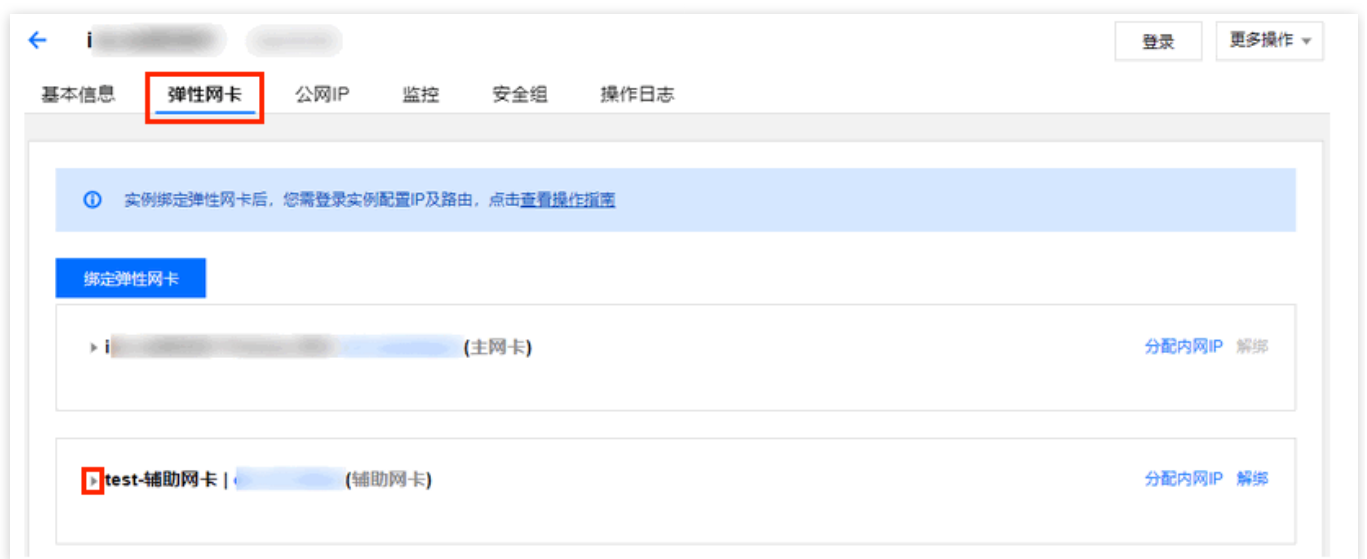 i
登录
更多操作
基本信息 弹性网卡 公网IP 监控 安全组 操作日志
实例绑定弹性网卡后，您需登录实例配置IP及路由，点击查看操作指南
绑定弹性网卡
i (主网卡) 分配内网IP 解绑
test-辅助网卡 | (辅助网卡) 分配内网IP 解绑